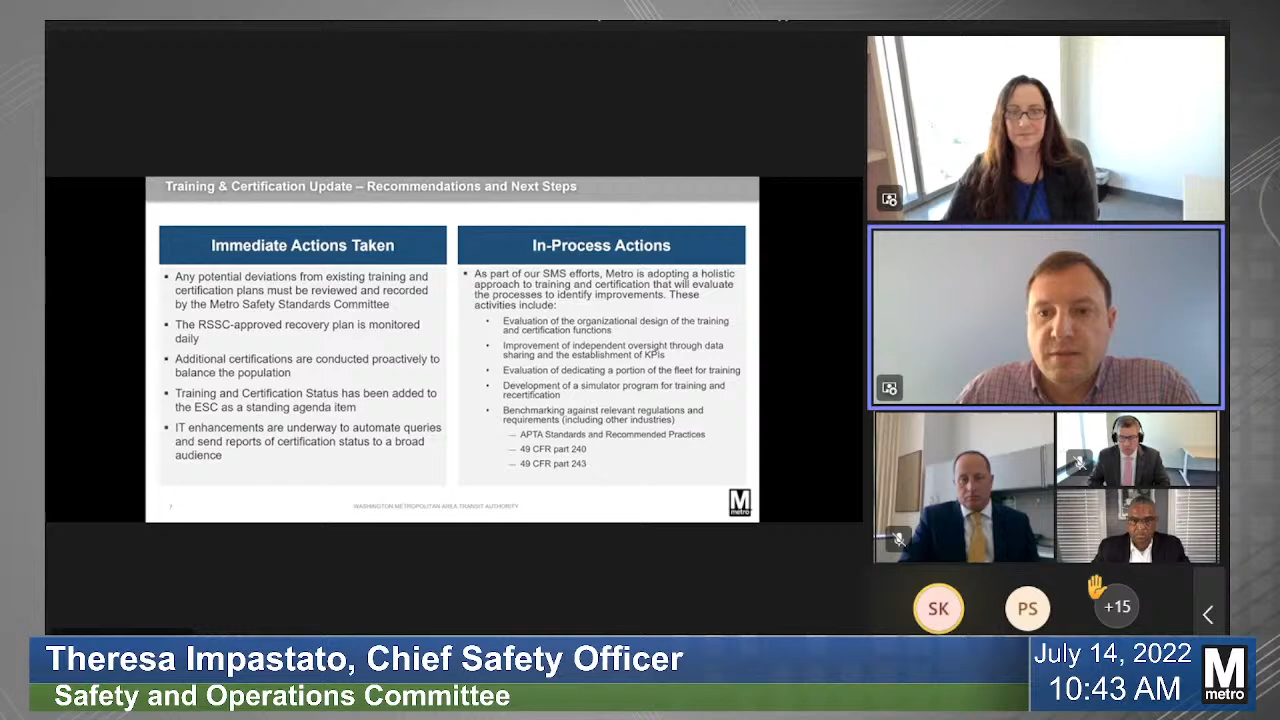 Training & Certification Update – Recommendations and Next Steps
Immediate Actions Taken
▪ Any potential deviations from existing training and
certification plans must be reviewed and recorded
by the Metro Safety Standards Committee
▪ The RSSC-approved recovery plan is monitored
daily
Additional certifications are conducted proactively to
balance the population
▪ Training and Certification Status has been added to
the ESC as a standing agenda item
▪ IT enhancements are underway to automate queries
and send reports of certification status to a broad
audience
In-Process Actions
▪ As part of our SMS efforts, Metro is adopting a holistic
approach to training and certification that will evaluate
the processes to identify improvements. These
activities include:
• Evaluation of the organizational design of the training
and certification functions
• Improvement of independent oversight through data
sharing and the establishment of KPIs
• Evaluation of dedicating a portion of the fleet for training
• Development of a simulator program for training and
recertification
• Benchmarking against relevant regulations and
requirements (including other industries)
— APTA Standards and Recommended Practices
— 49 CFR part 240
— 49 CFR part 243
7
WASHINGTON METROPOLITAN AREA TRANSIT AUTHORITY
M
metro
SK
PS
+15
Theresa Impastato, Chief Safety Officer
Safety and Operations Committee
July 14, 2022
10:43 AM
M
metro